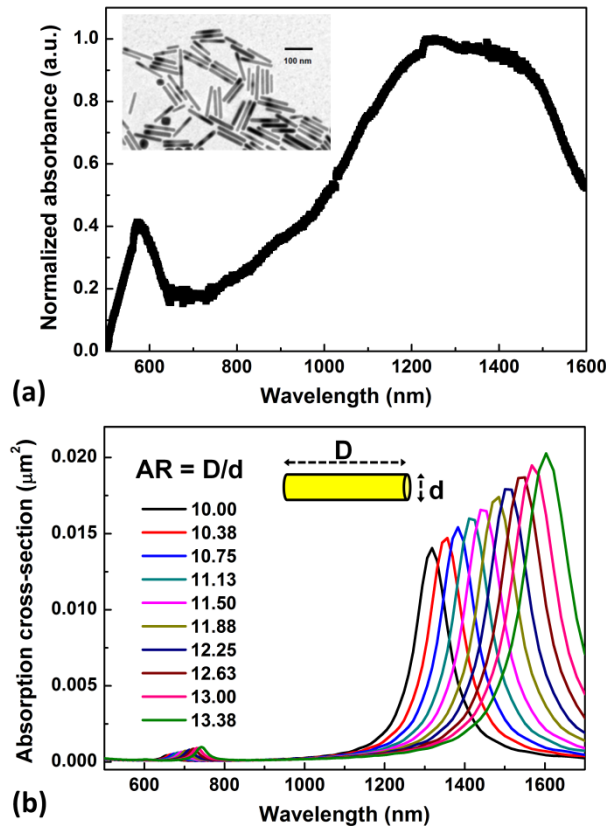 100 nm
Normalized absorbance (a.u.)
1.0
0.8
0.6
0.4
0.2
0.0
600 800 1000 1200 1400 1600
Wavelength (nm)
(a)
Absorption cross-section (μm²)
0.020
0.015
0.010
0.005
0.000
AR = D/d
10.00
10.38
10.75
11.13
11.50
11.88
12.25
12.63
13.00
13.38
D
d
400 600 800 1000 1200 1400 1600
Wavelength (nm)
(b)